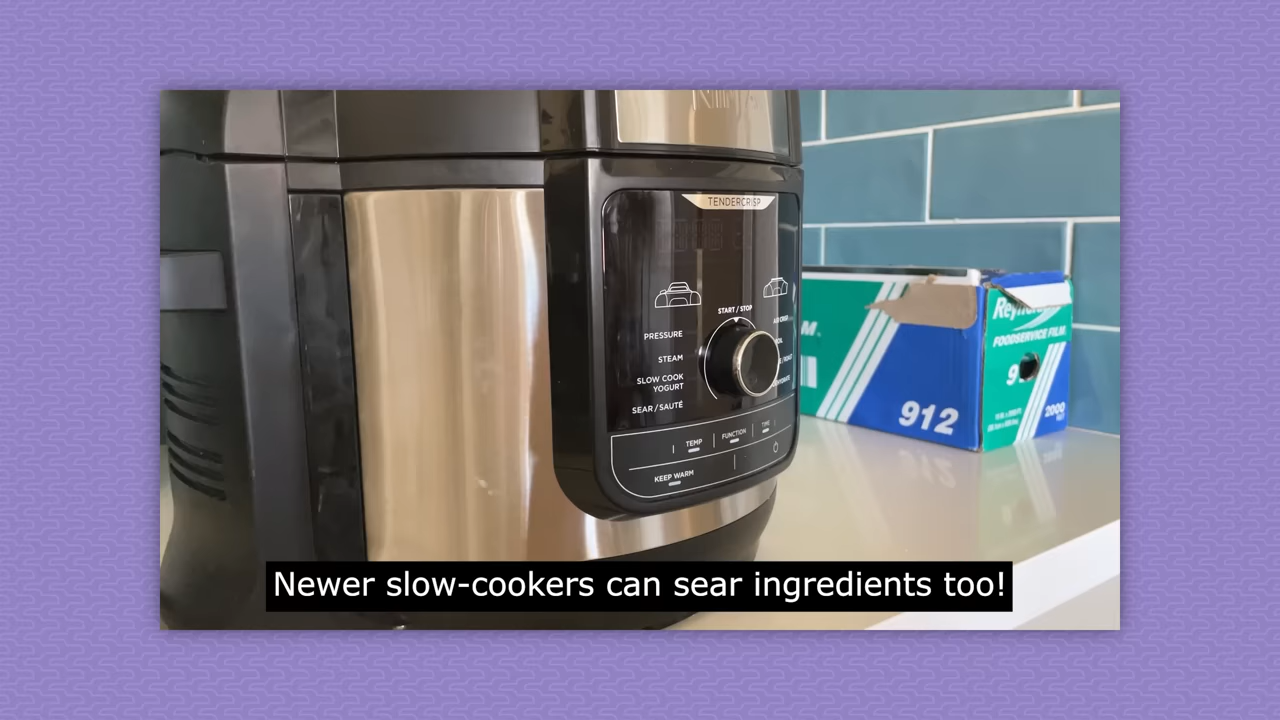 TENDERCRISP
START / STOP
PRESSURE
STEAM
SLOW COOK
YOGURT
SEAR / SAUTÉ
TEMP
FUNCTION
TIME
KEEP WARM
912
FOODSERVICE FILM
2000
Newer slow-cookers can sear ingredients too!